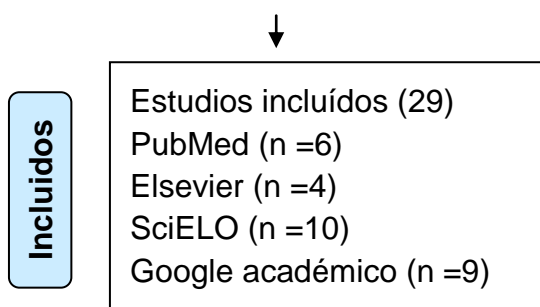 Incluidos
Estudios incluídos (29)
PubMed (n =6)
Elsevier (n =4)
SciELO (n =10)
Google académico (n =9)